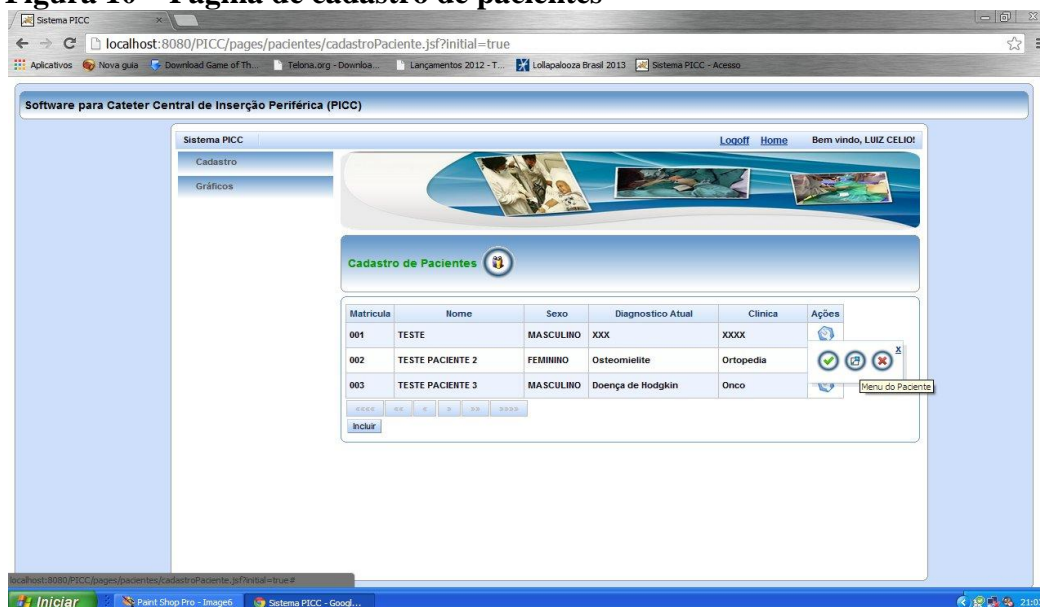 Figura 10 – Página de cadastro de pacientes
Sistema PICC
localhost:8080/PICC/pages/pacientes/cadastroPaciente.jsf?initial=true
Aplicativos Nova guia Download Game of Th... Telona.org - Downloa... Lançamentos 2012 - T... Lollapalooza Brasil 2013 Sistema PICC - Acesso
Software para Cateter Central de Inserção Periférica (PICC)
Sistema PICC Logoff Home Bem vindo, LUIZ CELIO!
Cadastro
Gráficos
Cadastro de Pacientes
Matricula Nome Sexo Diagnostico Atual Clinica Ações
001 TESTE MASCULINO XXX XXXX
x
002 TESTE PACIENTE 2 FEMININO Osteomielite Ortopedia
Menu do Paciente
003 TESTE PACIENTE 3 MASCULINO Doença de Hodgkin Onco
«««« «« « » »» »»»»
Incluir
localhost:8080/PICC/pages/pacientes/cadastroPaciente.jsf?initial=true#
Iniciar Paint Shop Pro - Image6 Sistema PICC - Googl...